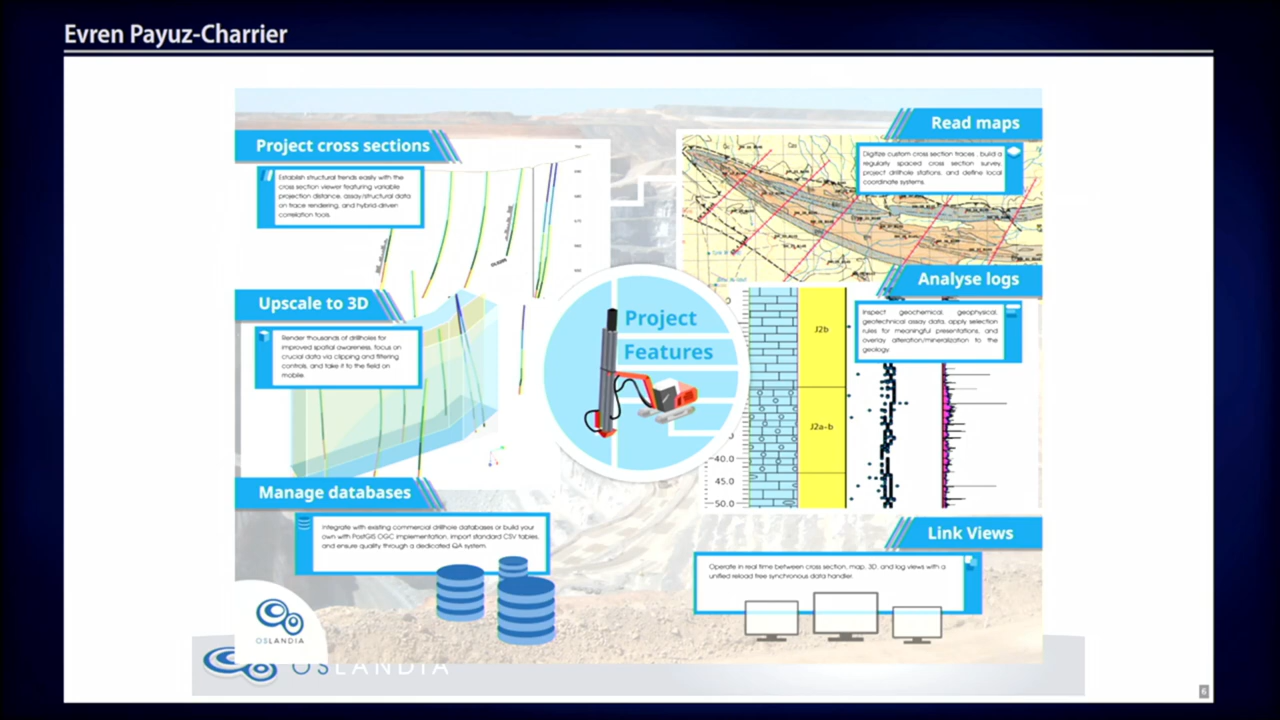 Evren Payuz-Charrier
Project cross sections
Establish structural trends easily with the
cross section viewer featuring variable
projection distance, assay/structural data
on trace rendering, and hybrid-driven
correlation tools.
Read maps
Digitize custom cross section traces , build a
regularly spaced cross section survey,
project drillhole stations, and define local
coordinate systems.
Upscale to 3D
Render thousands of drillholes for
improved spatial awareness, focus on
crucial data via clipping and filtering
controls, and take it to the field on
mobile.
Project
Features
Analyse logs
Inspect geochemical, geophysical,
geotechnical assay data, apply selection
rules for meaningful presentations, and
overlay alteration/mineralization to the
geology.
J2b
J2a-b
40.0
45.0
50.0
Manage databases
Integrate with existing commercial drillhore databases or build your
own with PostGIS OGC implementation, import standard CSV tables,
and ensure quality through a dedicated QA system.
Link Views
Operate in real time between cross section, map, 3D, and log views with a
unified reload free synchronous data handler.
OSLANDIA
OSLANDIA
6